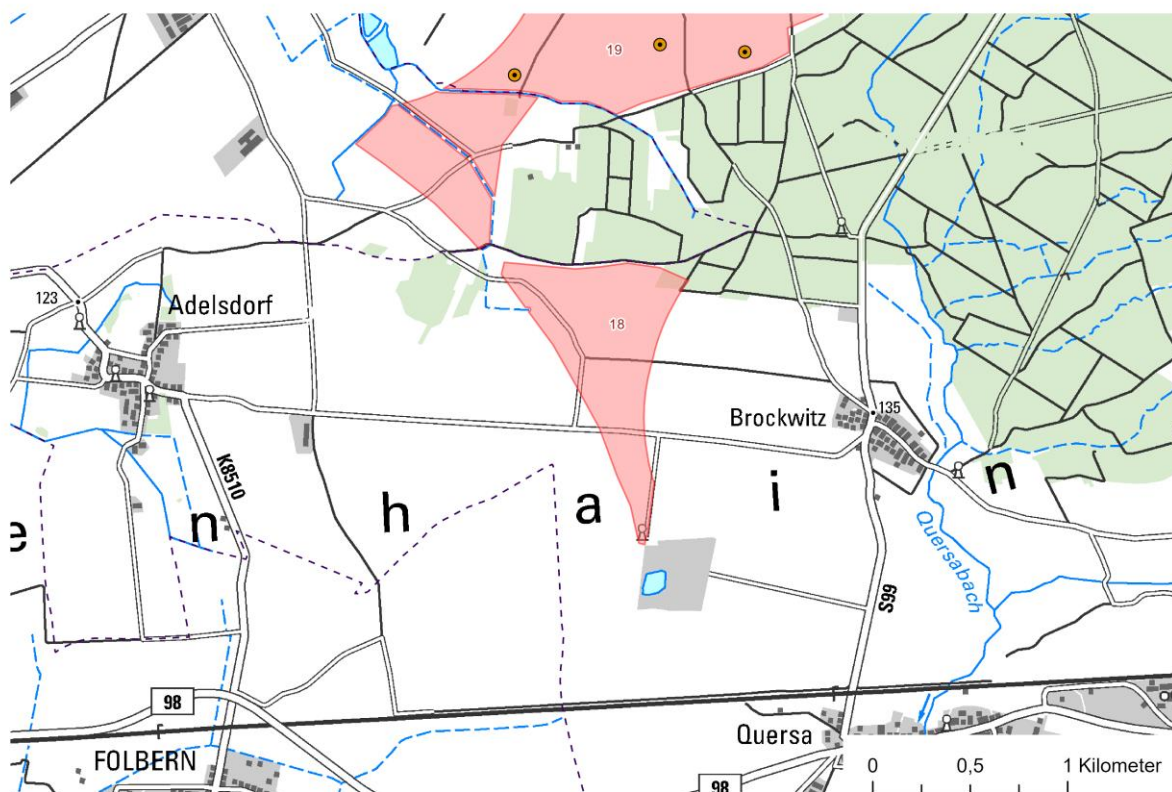 19
Adelsdorf
123
18
Brockwitz
135
K8510
e
n
h
a
i
n
Quersabach
S99
98
Quersa
FOLBERN
98
0 0,5 1 Kilometer